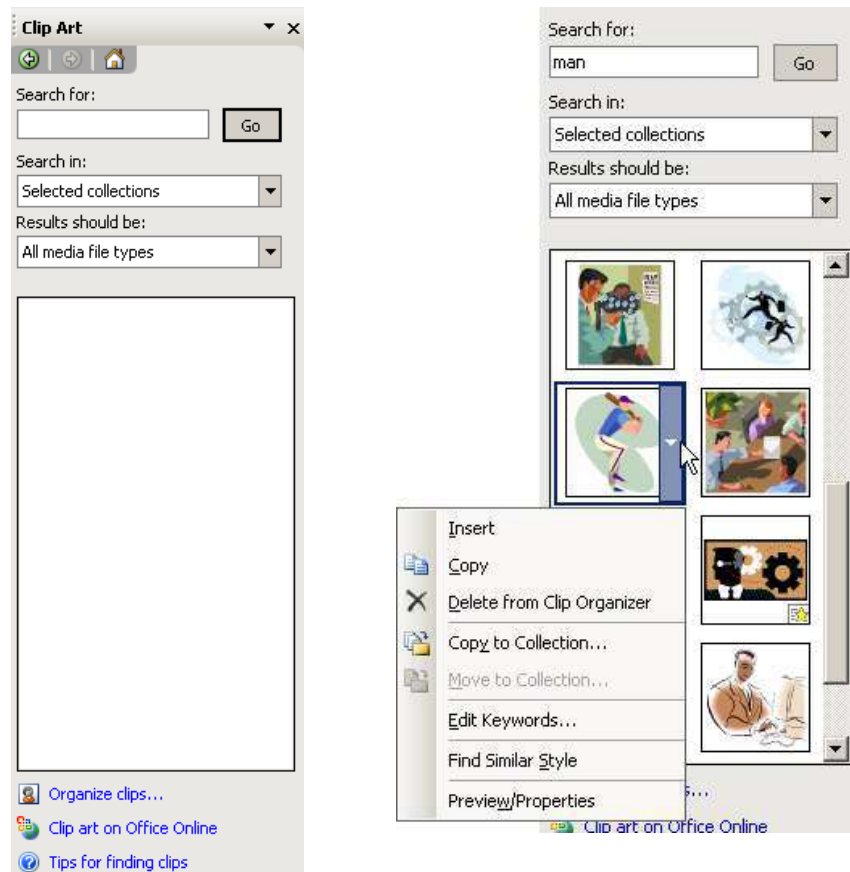 Clip Art
Search for:
Go
Search in:
Selected collections
Results should be:
All media file types
Organize clips...
Clip art on Office Online
Tips for finding clips
Search for:
man
Go
Search in:
Selected collections
Results should be:
All media file types
Insert
Copy
Delete from Clip Organizer
Copy to Collection...
Move to Collection...
Edit Keywords...
Find Similar Style
Preview/Properties
s...
Clip art on Office Online